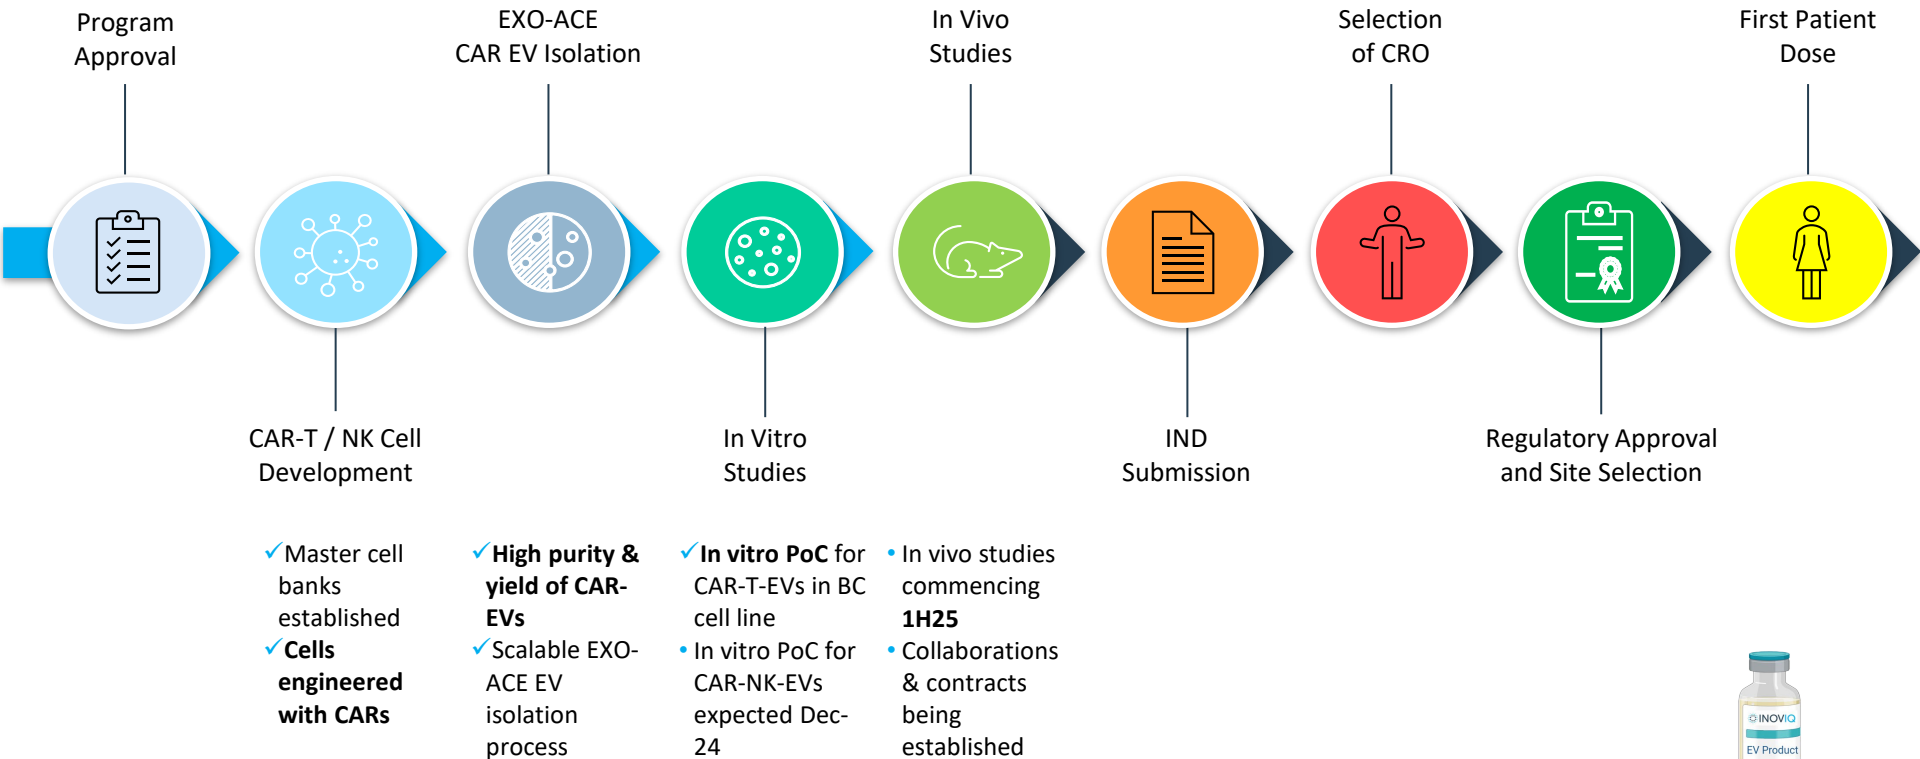 Program
Approval
EXO-ACE
CAR EV Isolation
In Vivo
Studies
Selection
of CRO
First Patient
Dose
CAR-T / NK Cell
Development
In Vitro
Studies
IND
Submission
Regulatory Approval
and Site Selection
✓Master cell
banks
established
✓Cells
engineered
with CARs
✓High purity &
yield of CAR-
EVs
✓Scalable EXO-
ACE EV
isolation
process
✓In vitro PoC for
CAR-T-EVs in BC
cell line
• In vitro PoC for
CAR-NK-EVs
expected Dec-
24
• In vivo studies
commencing
1H25
• Collaborations
& contracts
being
established
INOVIQ
EV Product